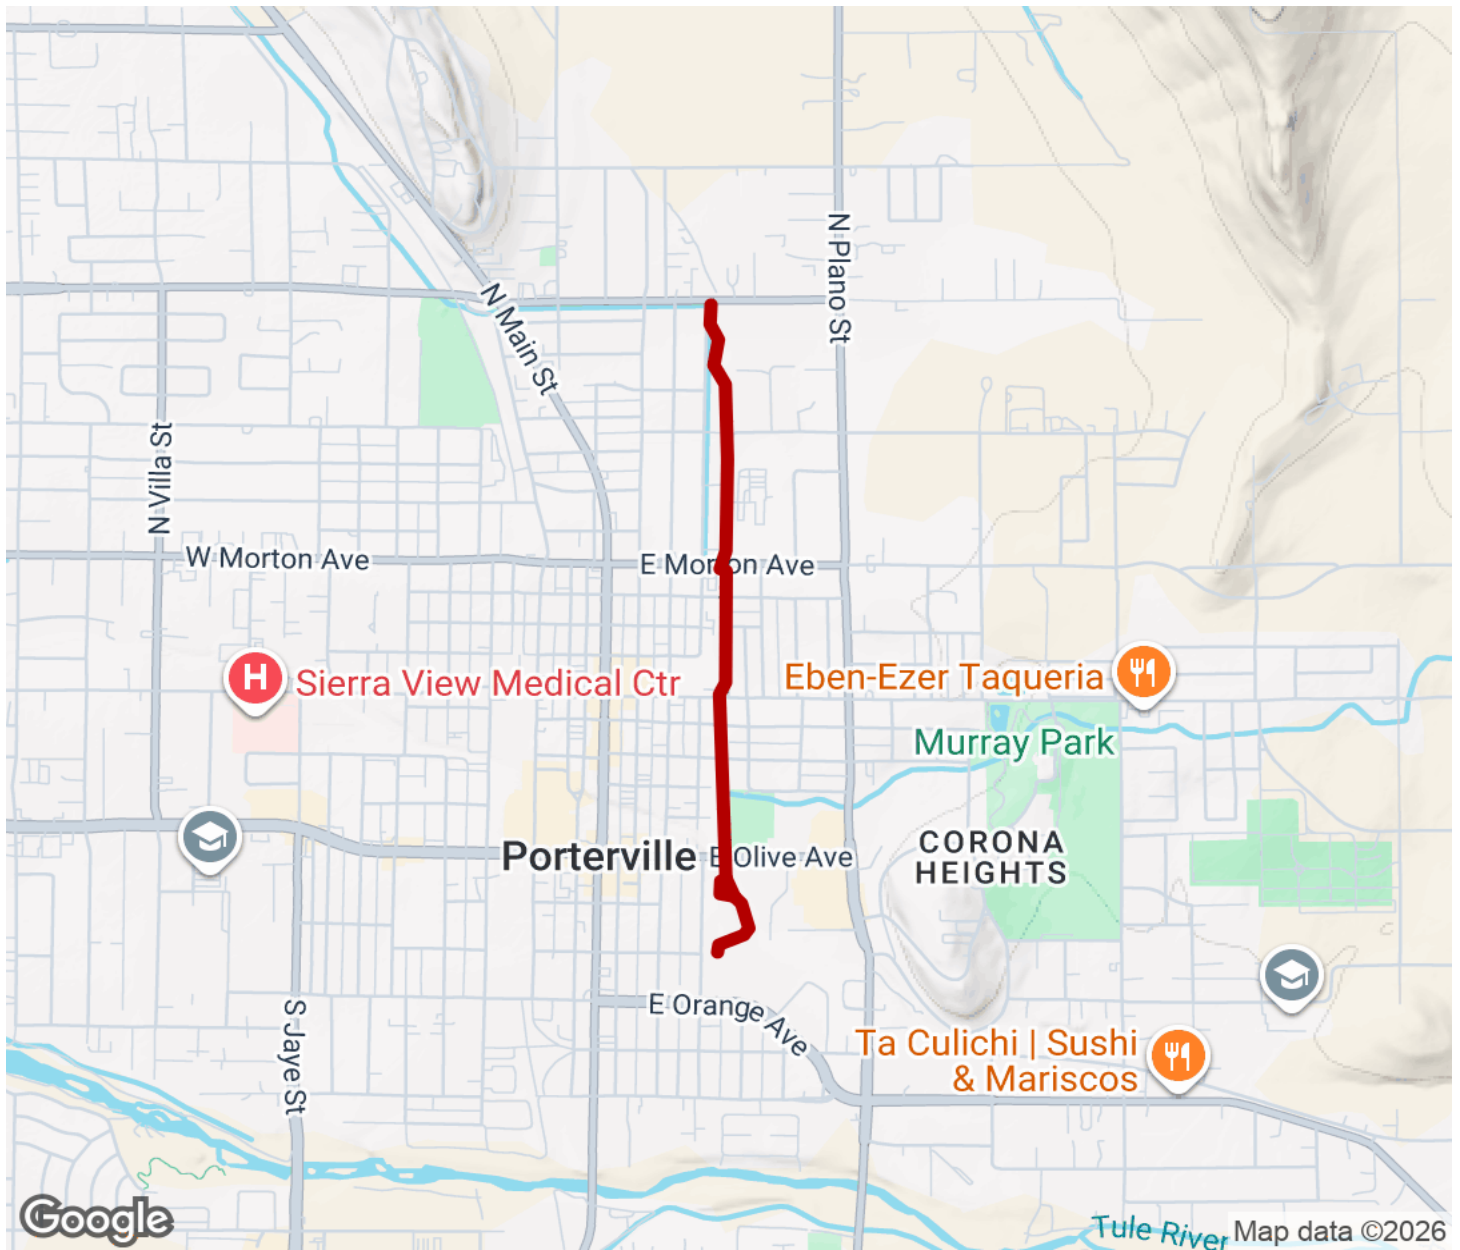 N Plano St
N Main St
N Villa St
W Morton Ave
E Morton Ave
Sierra View Medical Ctr
Eben-Ezer Taqueria
Murray Park
Porterville
E Olive Ave
CORONA
HEIGHTS
S Jaye St
E Orange Ave
Ta Culichi | Sushi
& Mariscos
H
Google
Tule River
Map data ©2026